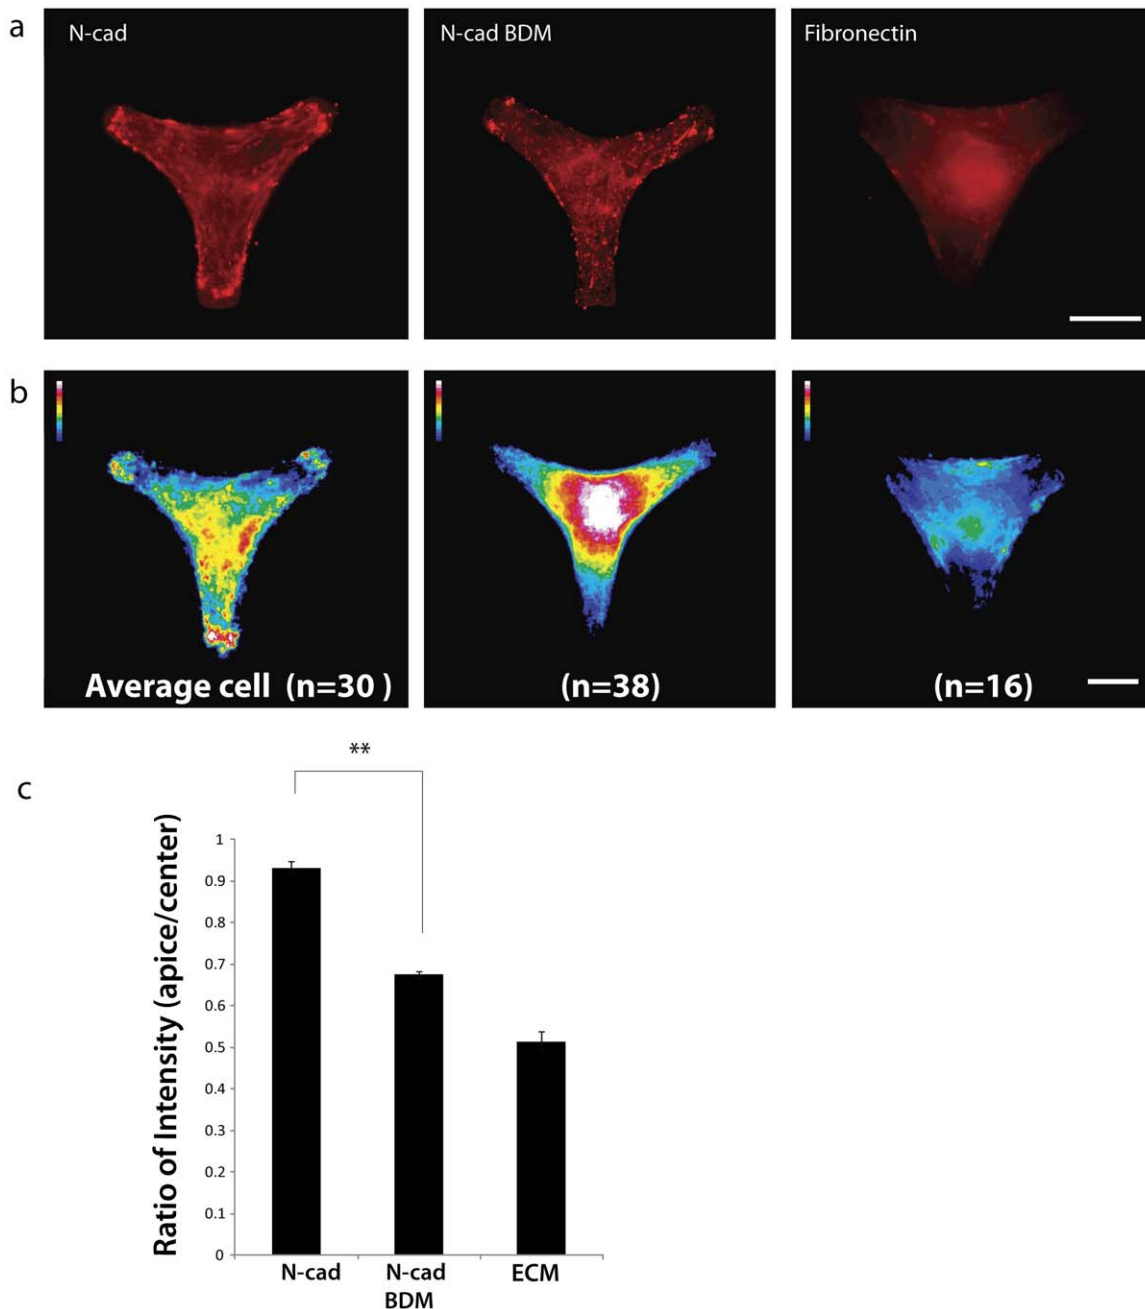 a
N-cad
N-cad BDM
Fibronectin
b
Average cell (n=30 )
(n=38)
(n=16)
**
c
Ratio of Intensity (apice/center)
1
0.9
0.8
0.7
0.6
0.5
0.4
0.3
0.2
0.1
0
N-cad
N-cad
BDM
ECM